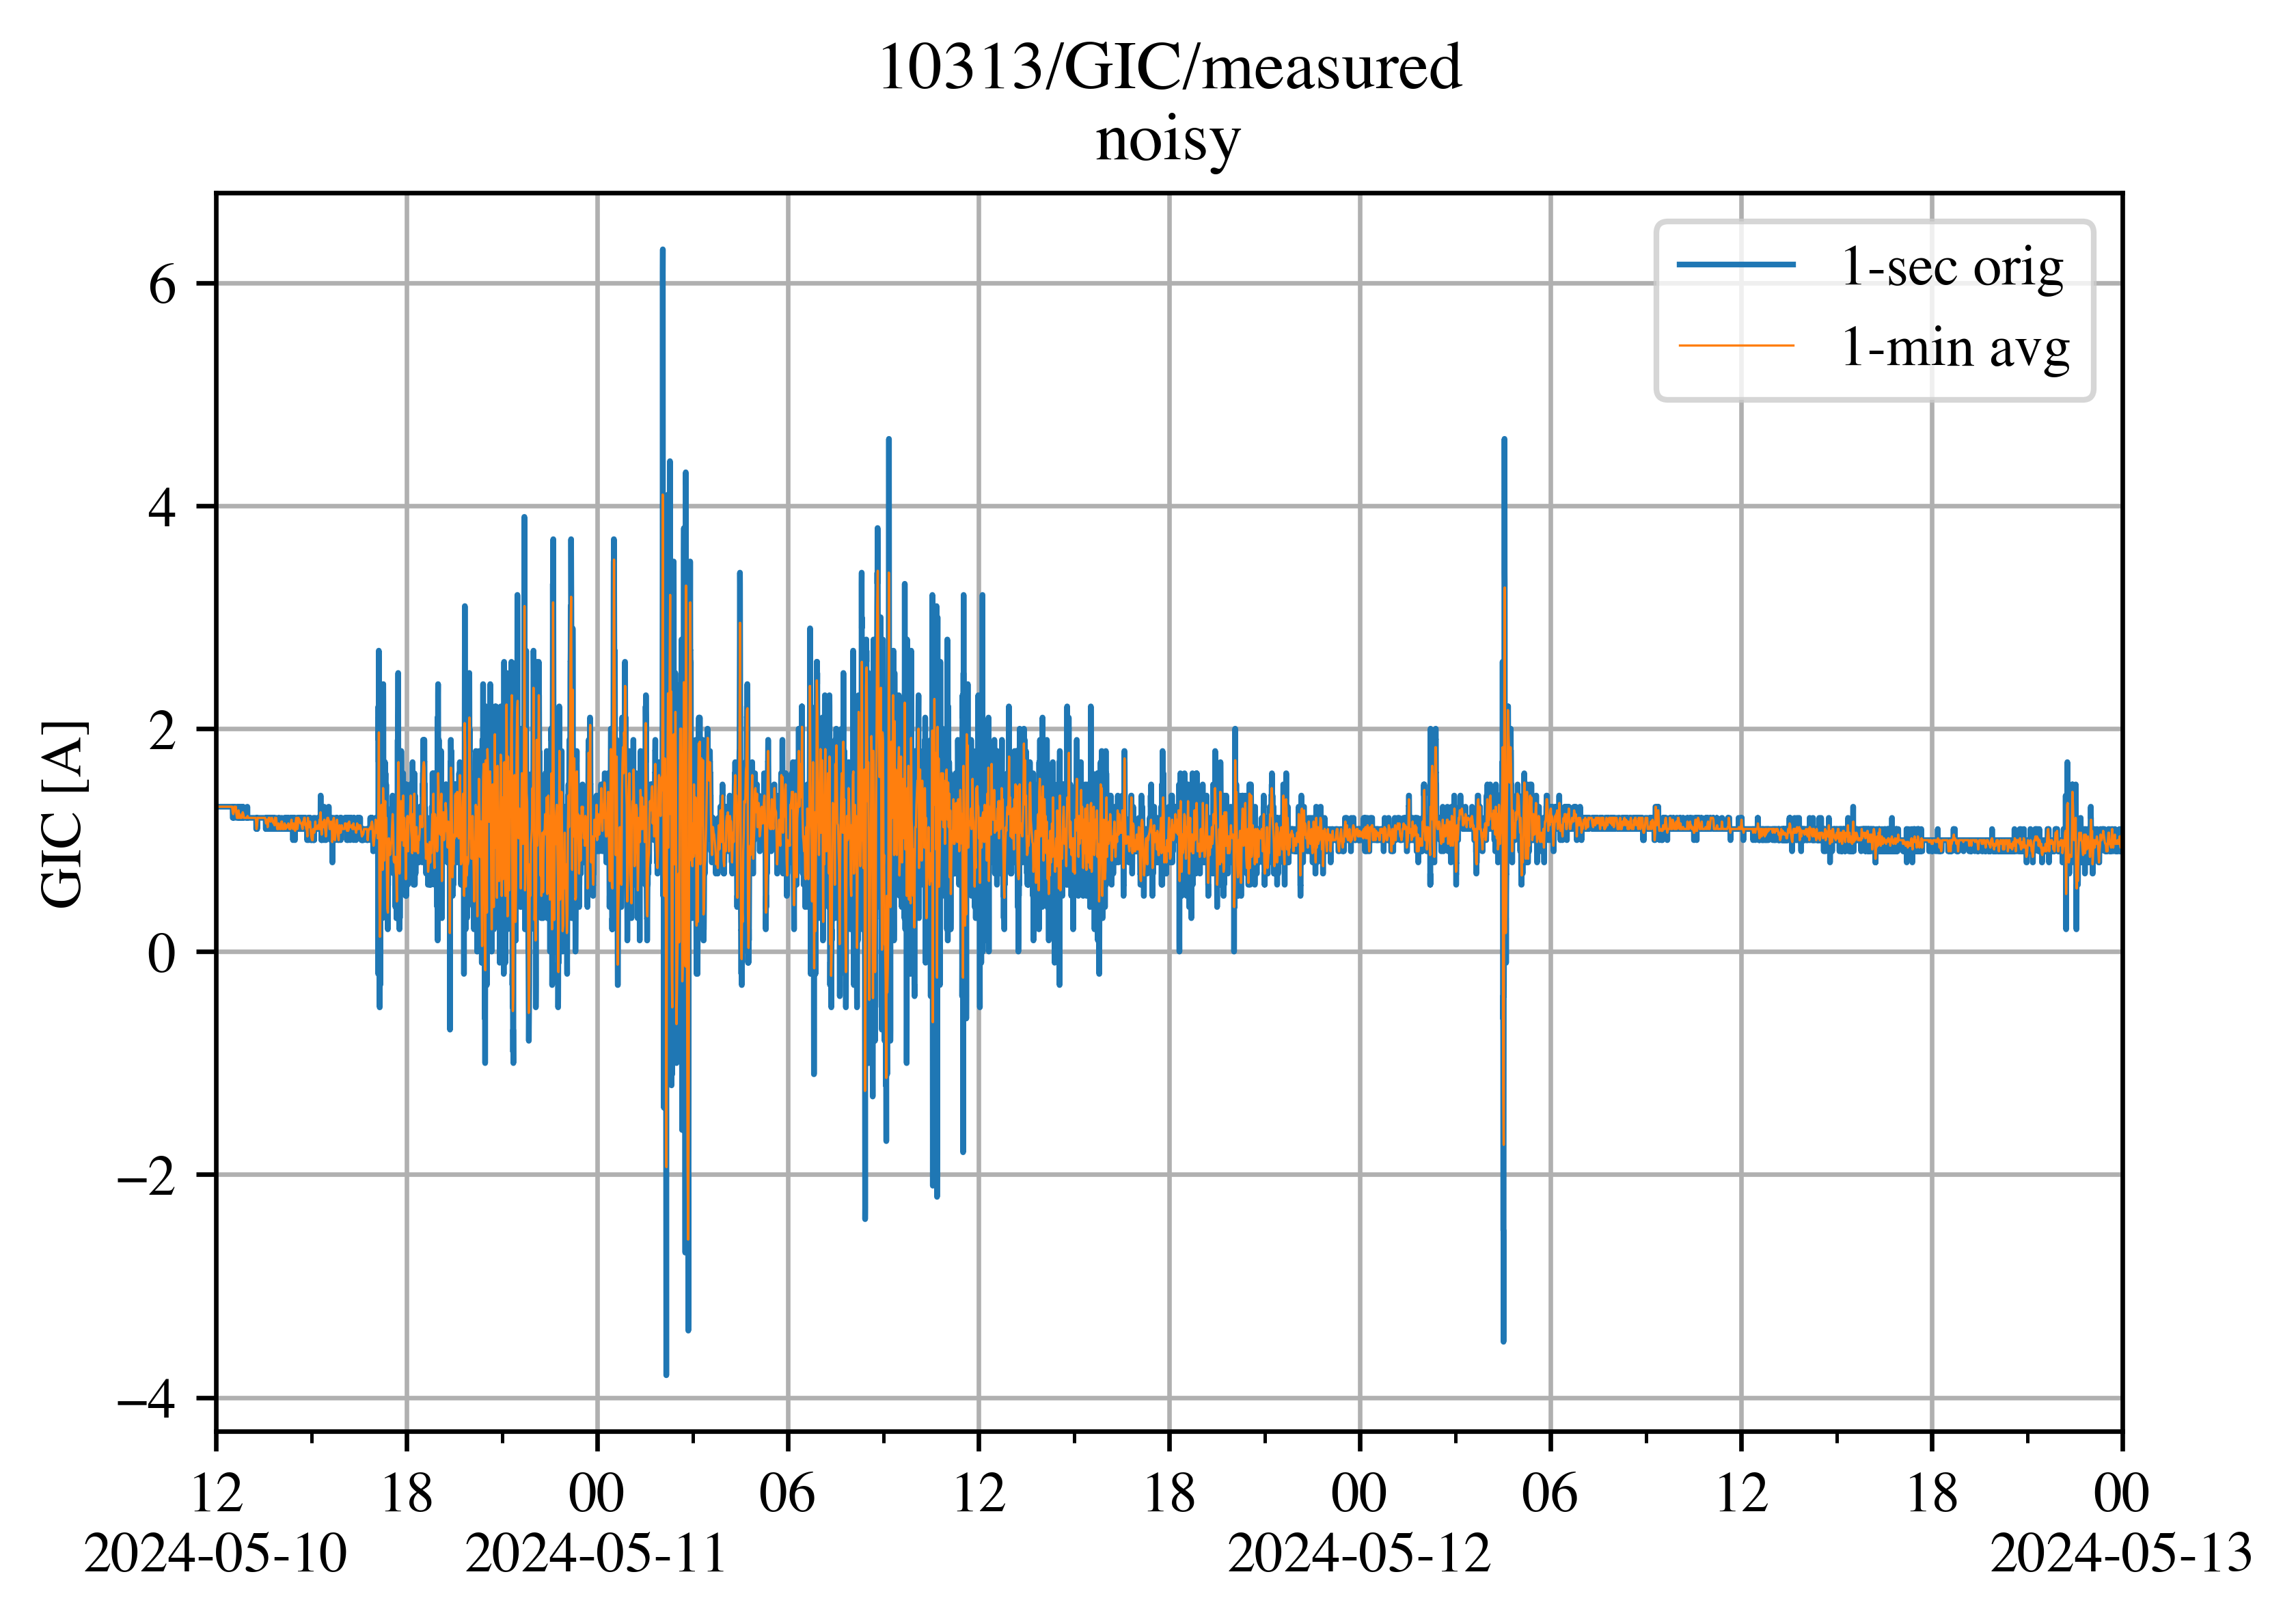 10313/GIC/measured
noisy
1-sec orig
1-min avg
GIC [A]
6
4
2
0
−2
−4
12 18 00 06 12 18 00 06 12 18 00
2024-05-10 2024-05-11 2024-05-12 2024-05-13